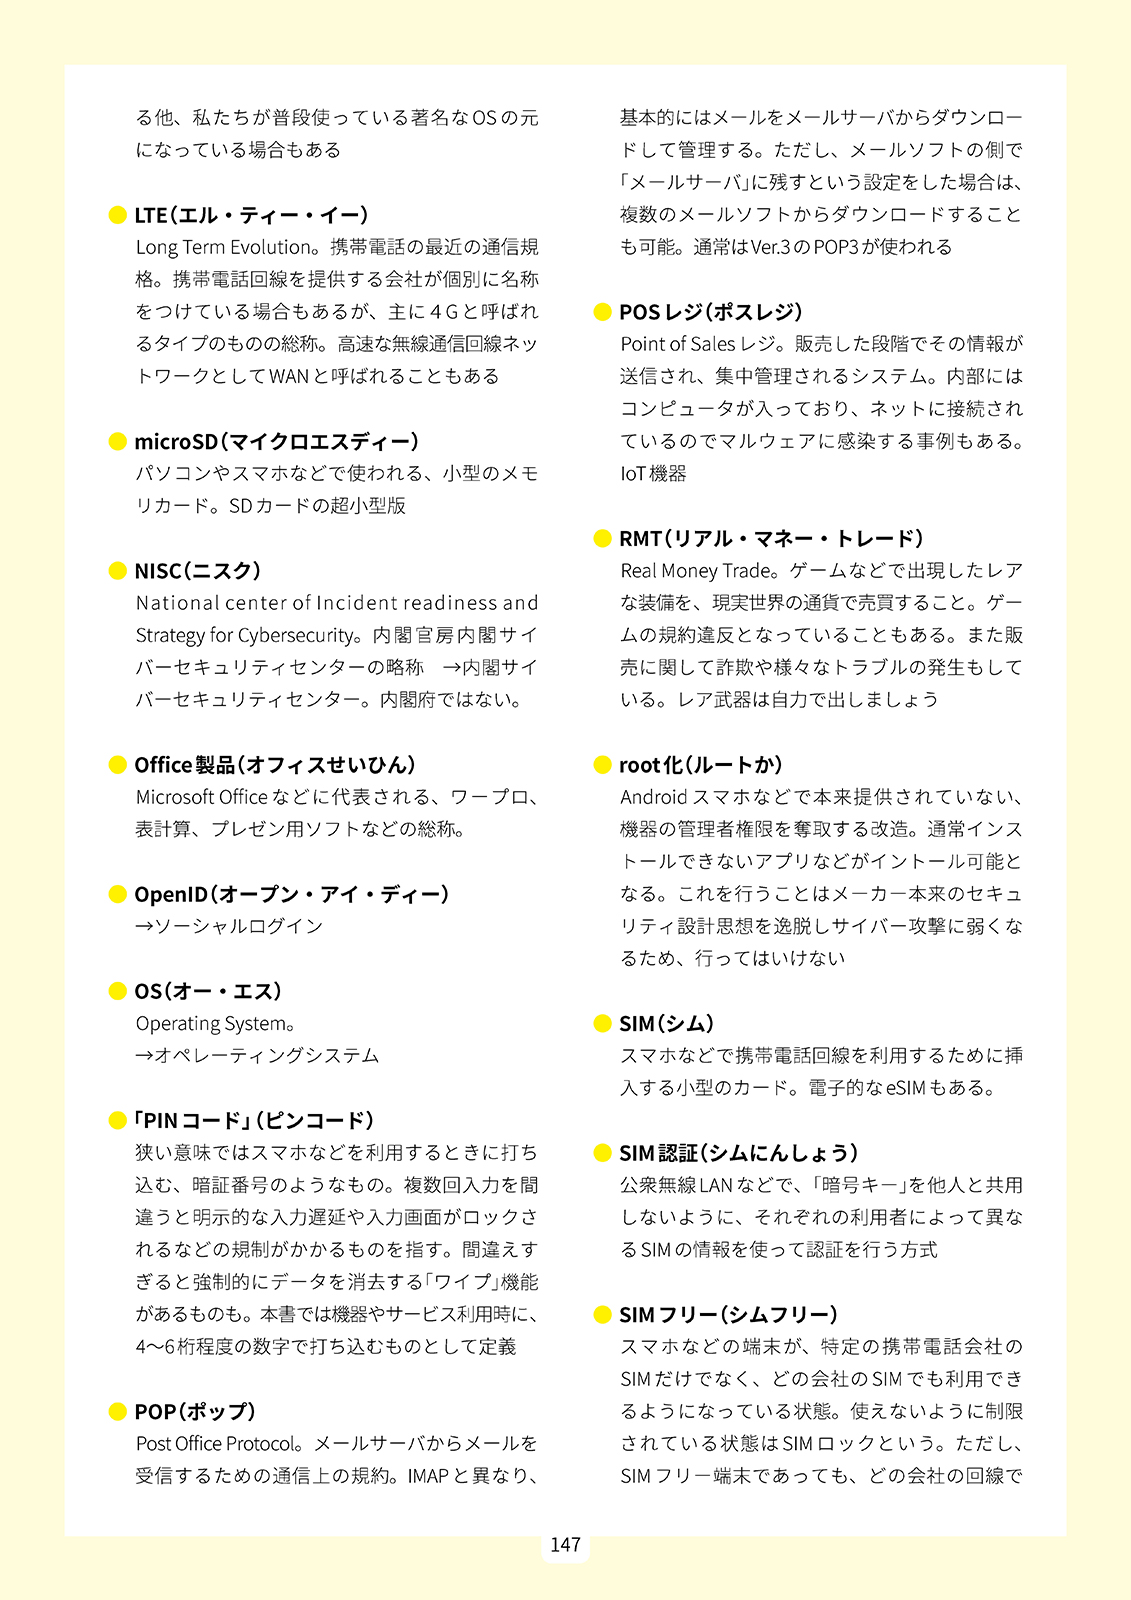 る他、私たちが普段使っている著名なOSの元
になっている場合もある
●LTE（エル・ティー・イー）
Long Term Evolution。携帯電話の最近の通信規
格。携帯電話回線を提供する会社が個別に名称
をつけている場合もあるが、主に４Gと呼ばれ
るタイプのものの総称。高速な無線通信回線ネッ
トワークとしてWANと呼ばれることもある
●microSD（マイクロエスディー）
パソコンやスマホなどで使われる、小型のメモ
リカード。SDカードの超小型版
●NISC（ニスク）
National center of Incident readiness and
Strategy for Cybersecurity。内閣官房内閣サイ
バーセキュリティセンターの略称　→内閣サイ
バーセキュリティセンター。内閣府ではない。
●Office製品（オフィスせいひん）
Microsoft Officeなどに代表される、ワープロ、
表計算、プレゼン用ソフトなどの総称。
●OpenID（オープン・アイ・ディー）
→ソーシャルログイン
●OS（オー・エス）
Operating System。
→オペレーティングシステム
●「PINコード」（ピンコード）
狭い意味ではスマホなどを利用するときに打ち
込む、暗証番号のようなもの。複数回入力を間
違うと明示的な入力遅延や入力画面がロックさ
れるなどの規制がかかるものを指す。間違えす
ぎると強制的にデータを消去する「ワイプ」機能
があるものも。本書では機器やサービス利用時に、
4～6桁程度の数字で打ち込むものとして定義
●POP（ポップ）
Post Office Protocol。メールサーバからメールを
受信するための通信上の規約。IMAPと異なり、
基本的にはメールをメールサーバからダウンロー
ドして管理する。ただし、メールソフトの側で
「メールサーバ」に残すという設定をした場合は、
複数のメールソフトからダウンロードすること
も可能。通常はVer.3のPOP3が使われる
●POSレジ（ポスレジ）
Point of Salesレジ。販売した段階でその情報が
送信され、集中管理されるシステム。内部には
コンピュータが入っており、ネットに接続され
ているのでマルウェアに感染する事例もある。
IoT機器
●RMT（リアル・マネー・トレード）
Real Money Trade。ゲームなどで出現したレア
な装備を、現実世界の通貨で売買すること。ゲー
ムの規約違反となっていることもある。また販
売に関して詐欺や様々なトラブルの発生もして
いる。レア武器は自力で出しましょう
●root化（ルートか）
Androidスマホなどで本来提供されていない、
機器の管理者権限を奪取する改造。通常インス
トールできないアプリなどがイントール可能と
なる。これを行うことはメーカー本来のセキュ
リティ設計思想を逸脱しサイバー攻撃に弱くな
るため、行ってはいけない
●SIM（シム）
スマホなどで携帯電話回線を利用するために挿
入する小型のカード。電子的なeSIMもある。
●SIM認証（シムにんしょう）
公衆無線LANなどで、「暗号キー」を他人と共用
しないように、それぞれの利用者によって異な
るSIMの情報を使って認証を行う方式
●SIMフリー（シムフリー）
スマホなどの端末が、特定の携帯電話会社の
SIMだけでなく、どの会社のSIMでも利用でき
るようになっている状態。使えないように制限
されている状態はSIMロックという。ただし、
SIMフリー端末であっても、どの会社の回線で
147